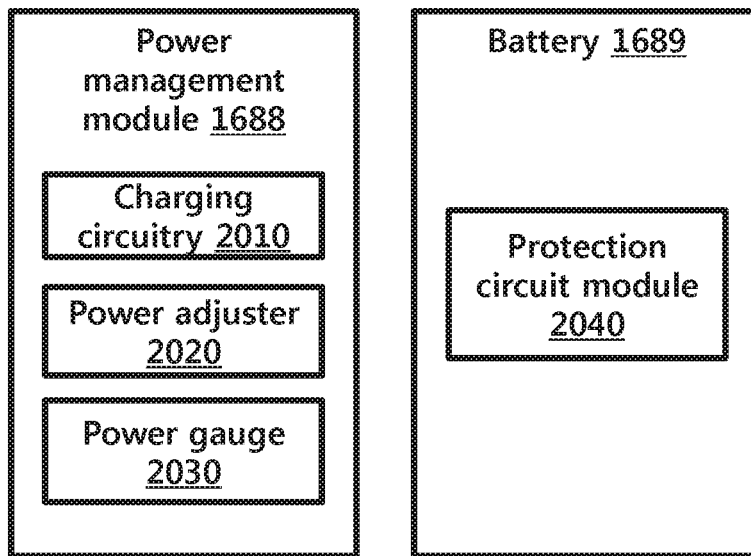 Power
management
module 1688
Charging
circuitry 2010
Power adjuster
2020
Power gauge
2030
Battery 1689
Protection
circuit module
2040